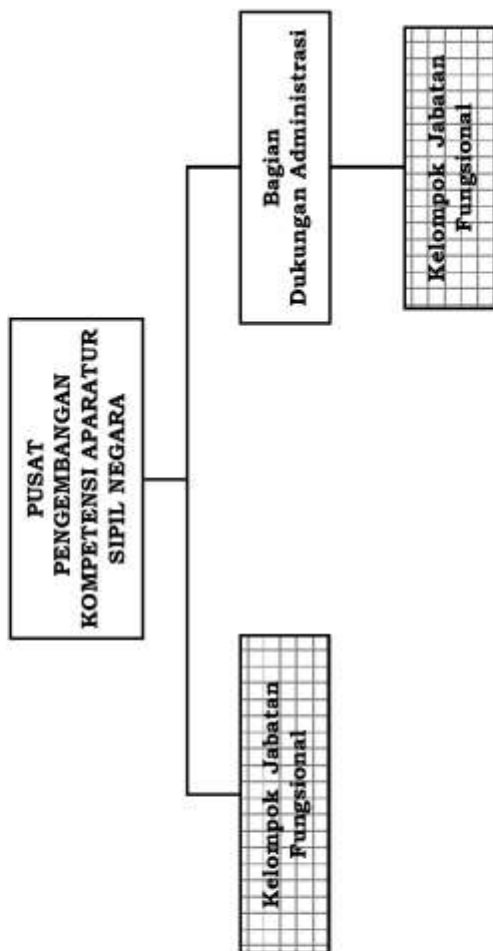 PUSAT
PENGEMBANGAN
KOMPETENSI APARATUR
SIPIL NEGARA
Kelompok Jabatan
Fungsional
Bagian
Dukungan Administrasi
Kelompok Jabatan
Fungsional